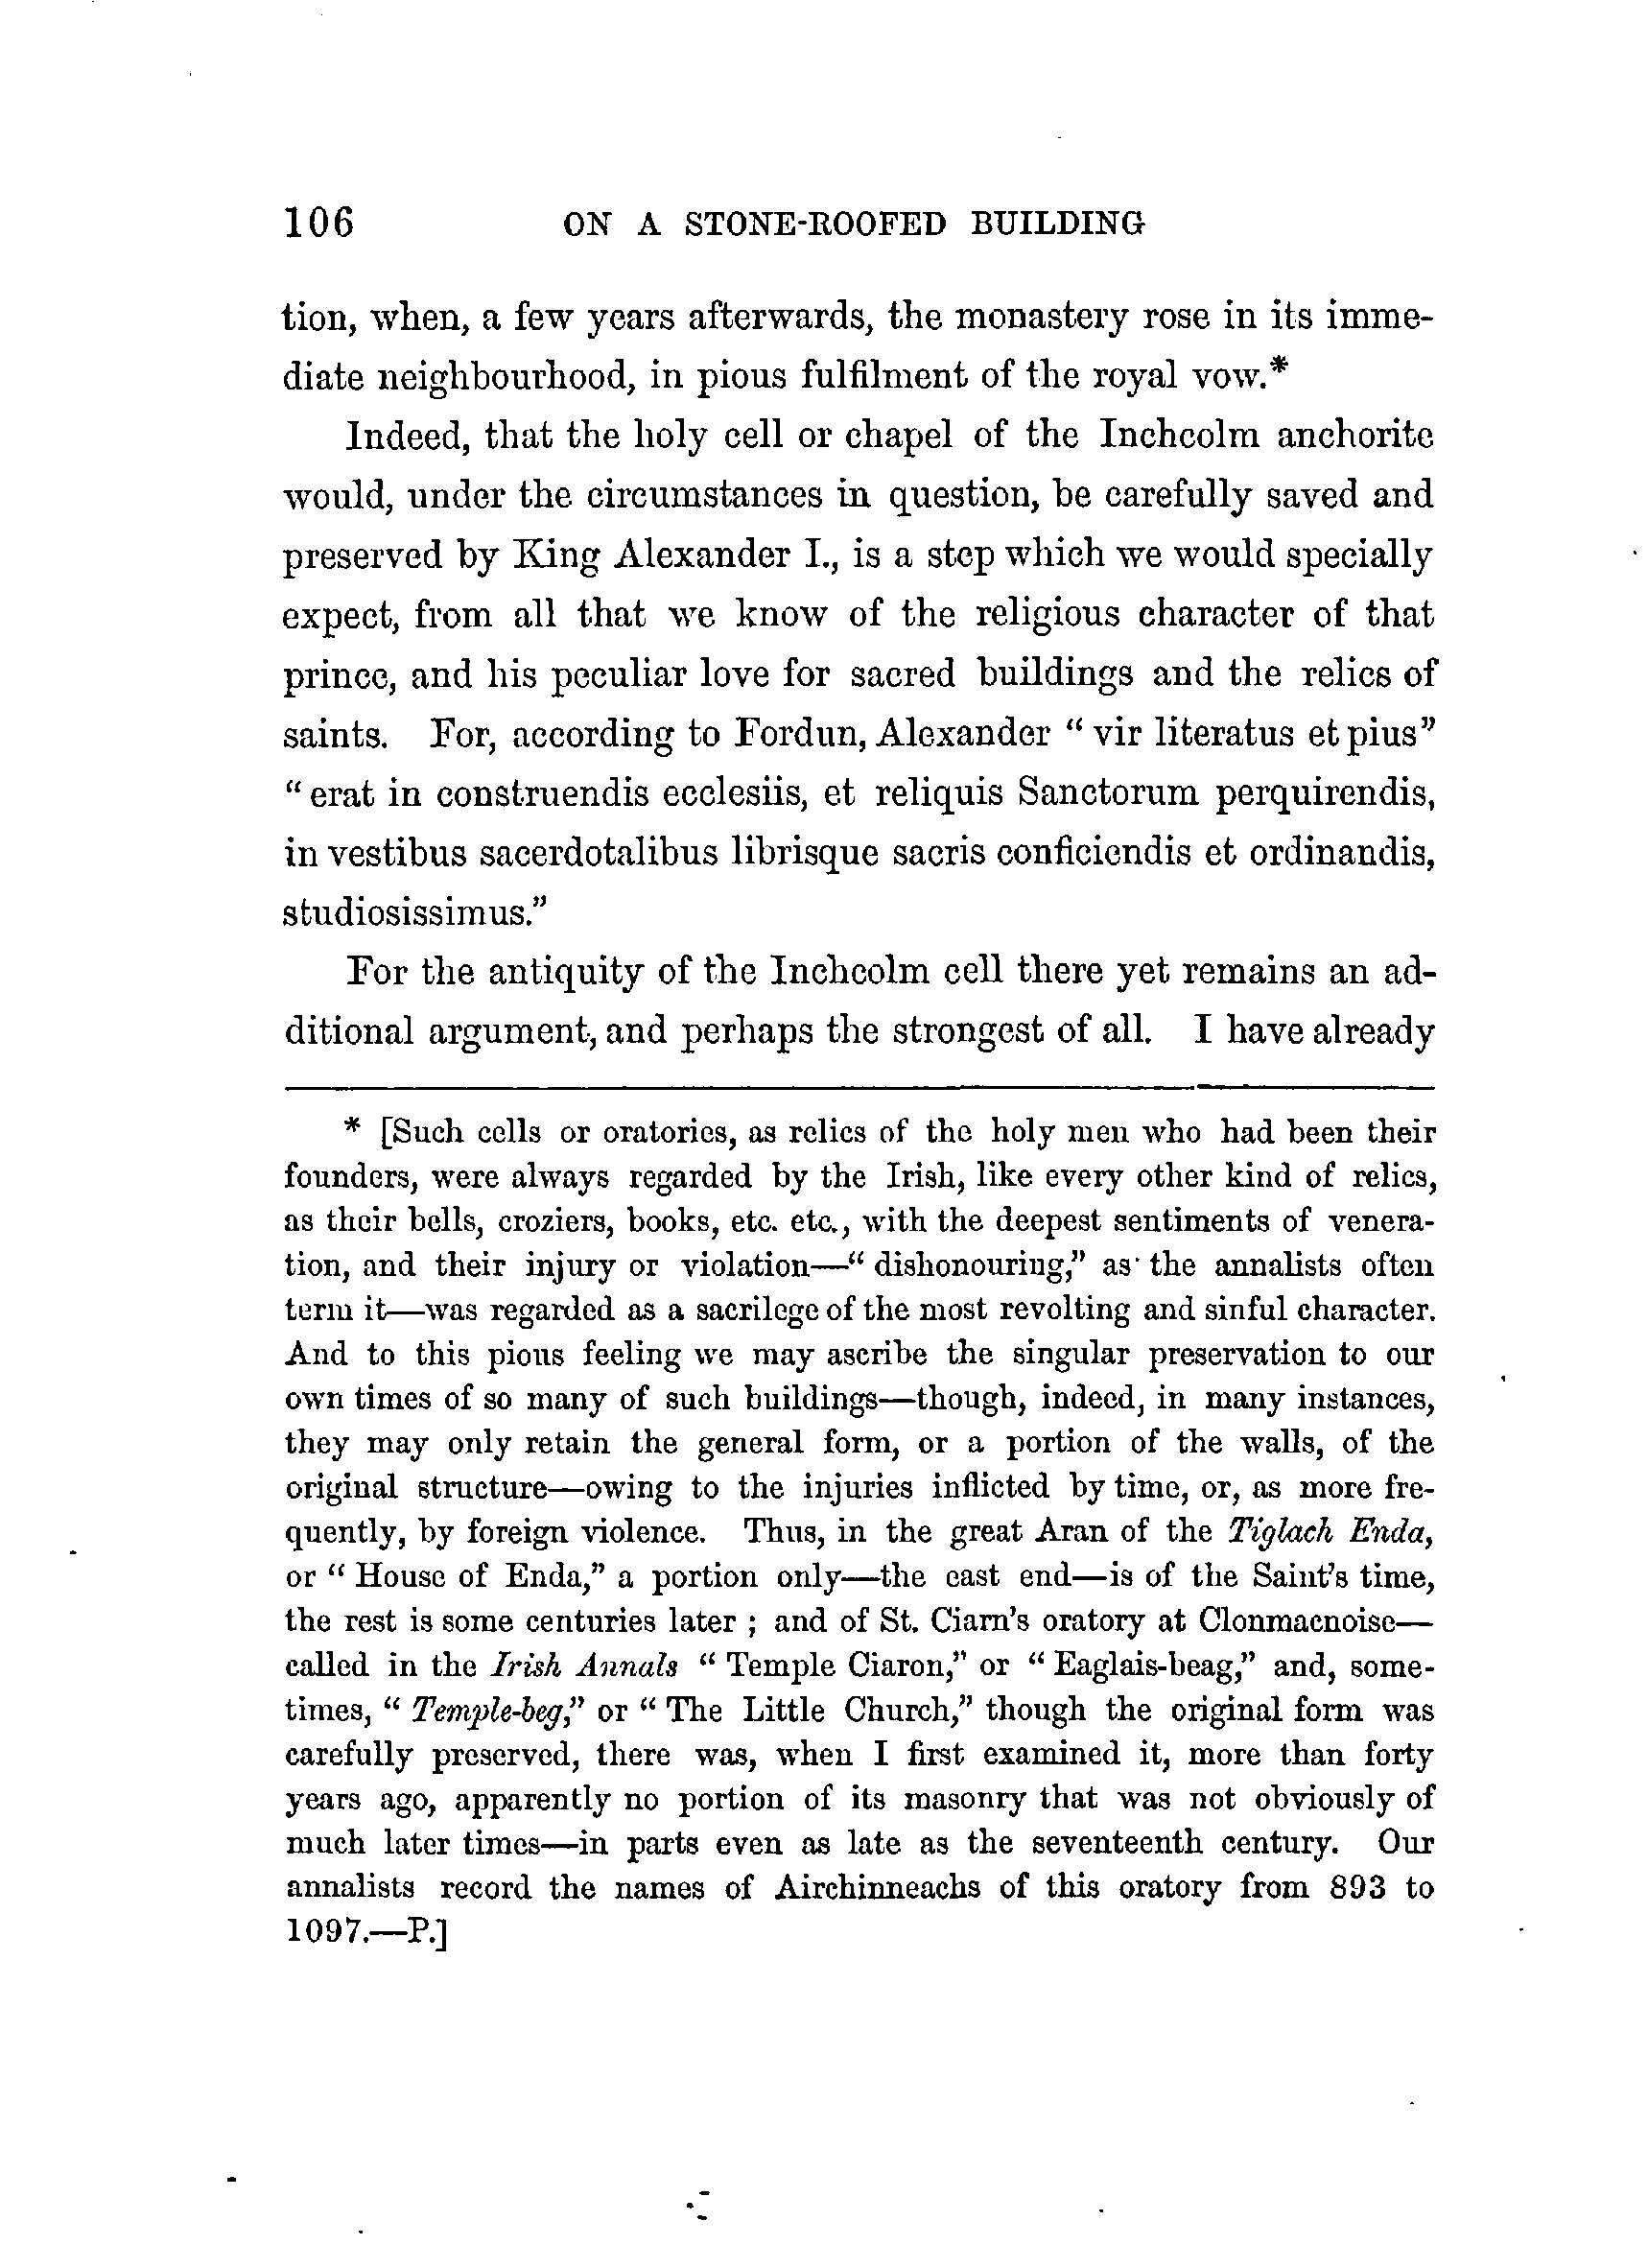 106 ON A STONE-ROOFED BUILDING
tion, when, a few years afterwards, the monastery rose in its imme-
diate neighbourhood, in pious fulfilment of the royal vow.*
Indeed, that the holy cell or chapel of the Inchcolm anchorite
would, under the circumstances in question, be carefully saved and
preserved by King Alexander I., is a step which we would specially
expect, from all that we know of the religious character of that
prince, and his peculiar love for sacred buildings and the relics of
saints. For, according to Fordun, Alexander "vir literatus et pius"
"erat in construendis ecclesiis, et reliquis Sanctorum perquirendis,
in vestibus sacerdotalibus librisque sacris conficiendis et ordinandis,
studiosissimus."
For the antiquity of the Inchcolm cell there yet remains an ad-
ditional argument, and perhaps the strongest of all. I have already
* [Such cells or oratories, as relics of the holy men who had been their
founders, were always regarded by the Irish, like every other kind of relics,
as their bells, croziers, books, etc. etc., with the deepest sentiments of venera-
tion, and their injury or violation—"dishonouring," as the annalists often
term it—was regarded as a sacrilege of the most revolting and sinful character.
And to this pious feeling we may ascribe the singular preservation to our
own times of so many of such buildings—though, indeed, in many instances,
they may only retain the general form, or a portion of the walls, of the
original structure—owing to the injuries inflicted by time, or, as more fre-
quently, by foreign violence. Thus, in the great Aran of the Tiglach Enda,
or "House of Enda," a portion only—the east end—is of the Saint's time,
the rest is some centuries later ; and of St. Ciarn's oratory at Clonmacnoise—
called in the Irish Annals "Temple Ciaron," or "Eaglais-beag," and, some-
times, "Temple-beg," or "The Little Church," though the original form was
carefully preserved, there was, when I first examined it, more than forty
years ago, apparently no portion of its masonry that was not obviously of
much later times—in parts even as late as the seventeenth century. Our
annalists record the names of Airchinneachs of this oratory from 893 to
1097.—P.]